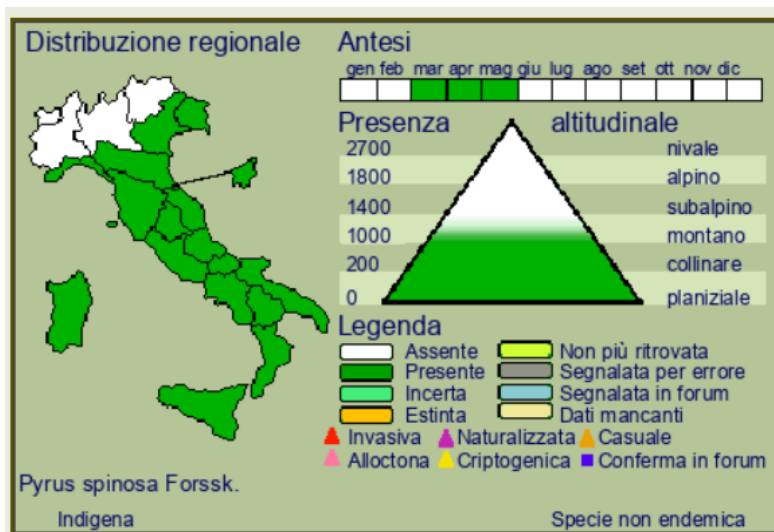 Distribuzione regionale
Antesi
gen feb mar apr mag giu lug ago set ott nov dic
Presenza altitudinale
2700 nivale
1800 alpino
1400 subalpino
1000 montano
200 collinare
0 planiziale
Legenda
Assente Non più ritrovata
Presente Segnalata per errore
Incerta Segnalata in forum
Estinta Dati mancanti
Invasiva Naturalizzata Casuale
Alloctona Criptogenica Conferma in forum
Pyrus spinosa Forssk.
Indigena Specie non endemica